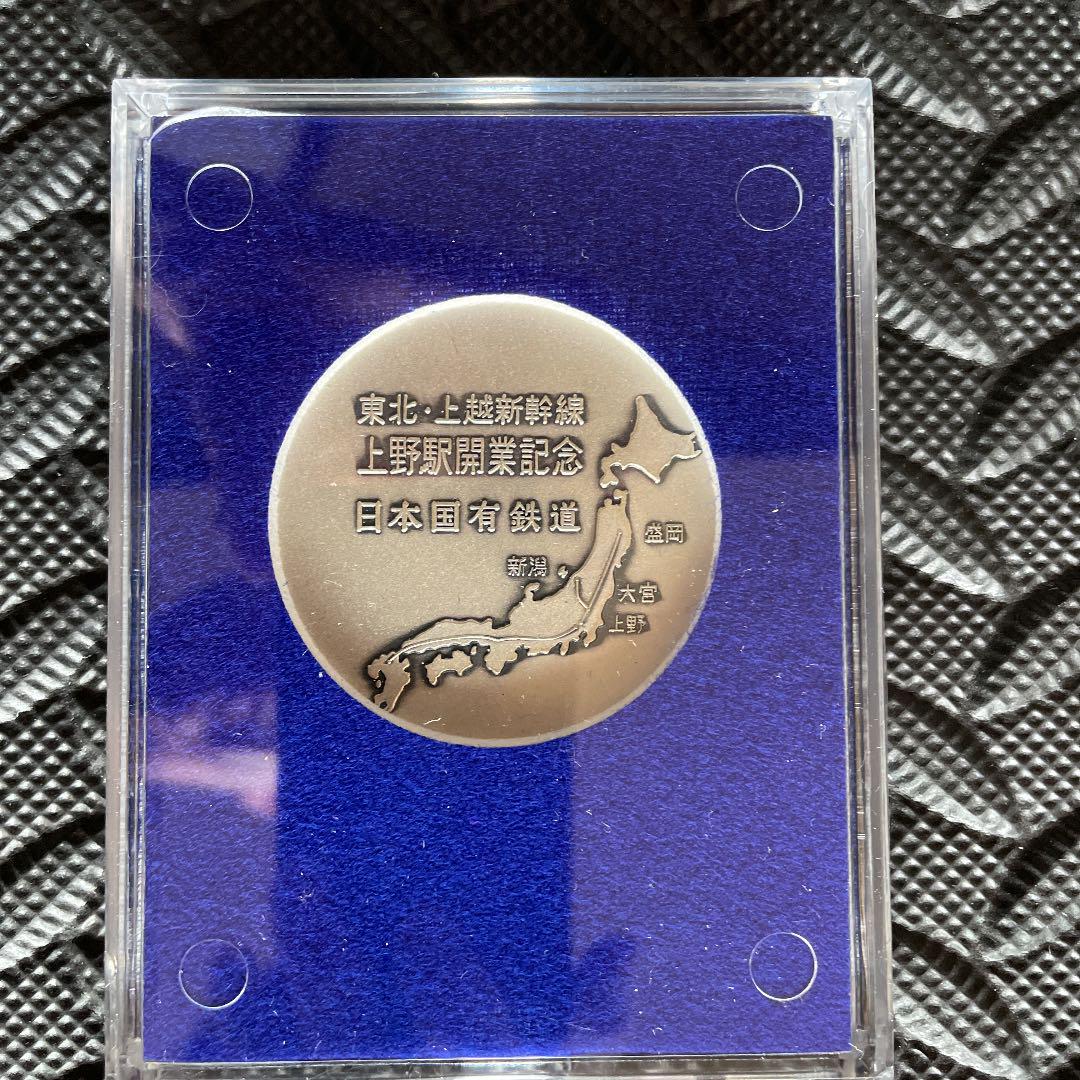 東北・上越新幹線
上野駅開業記念
日本国有鉄道
盛岡
新潟
大宮
上野